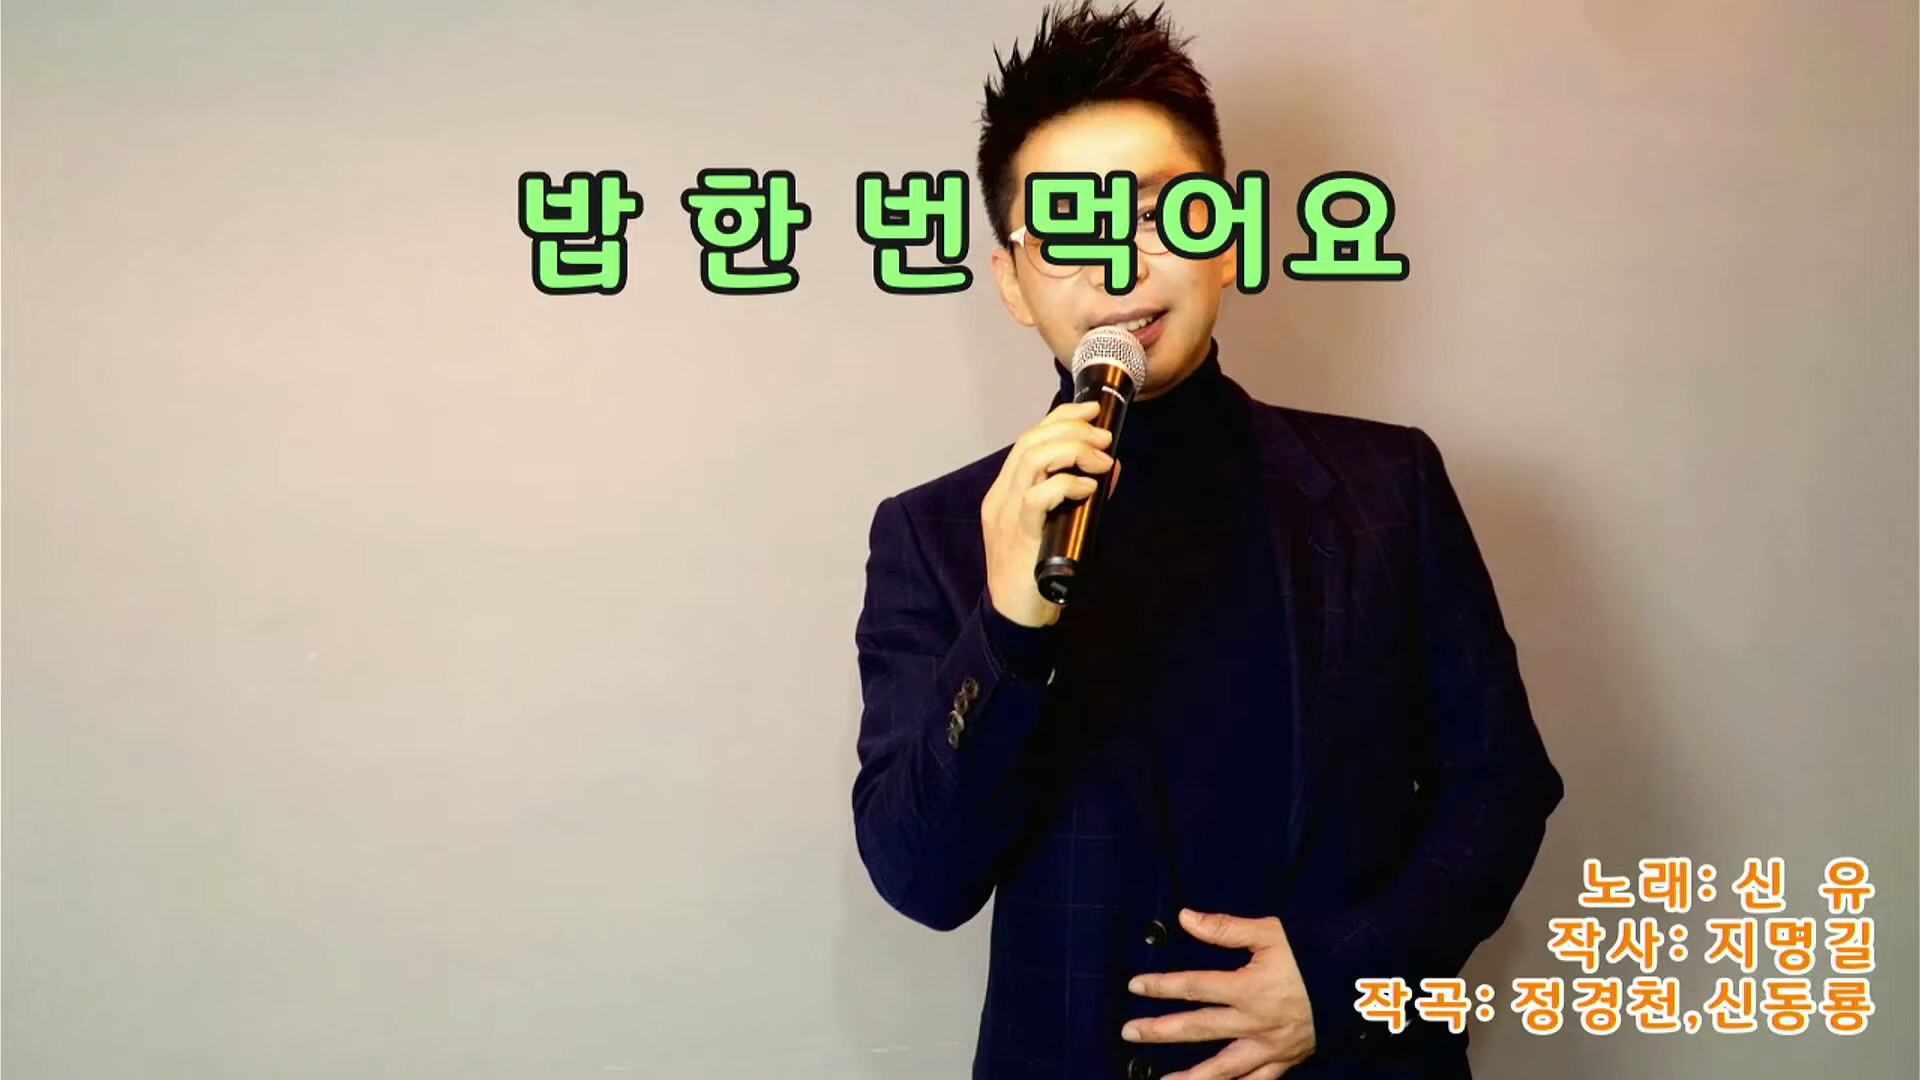 밥 한 번 먹어요
노래: 신 유
작사: 지명길
작곡: 정경천,신동룡